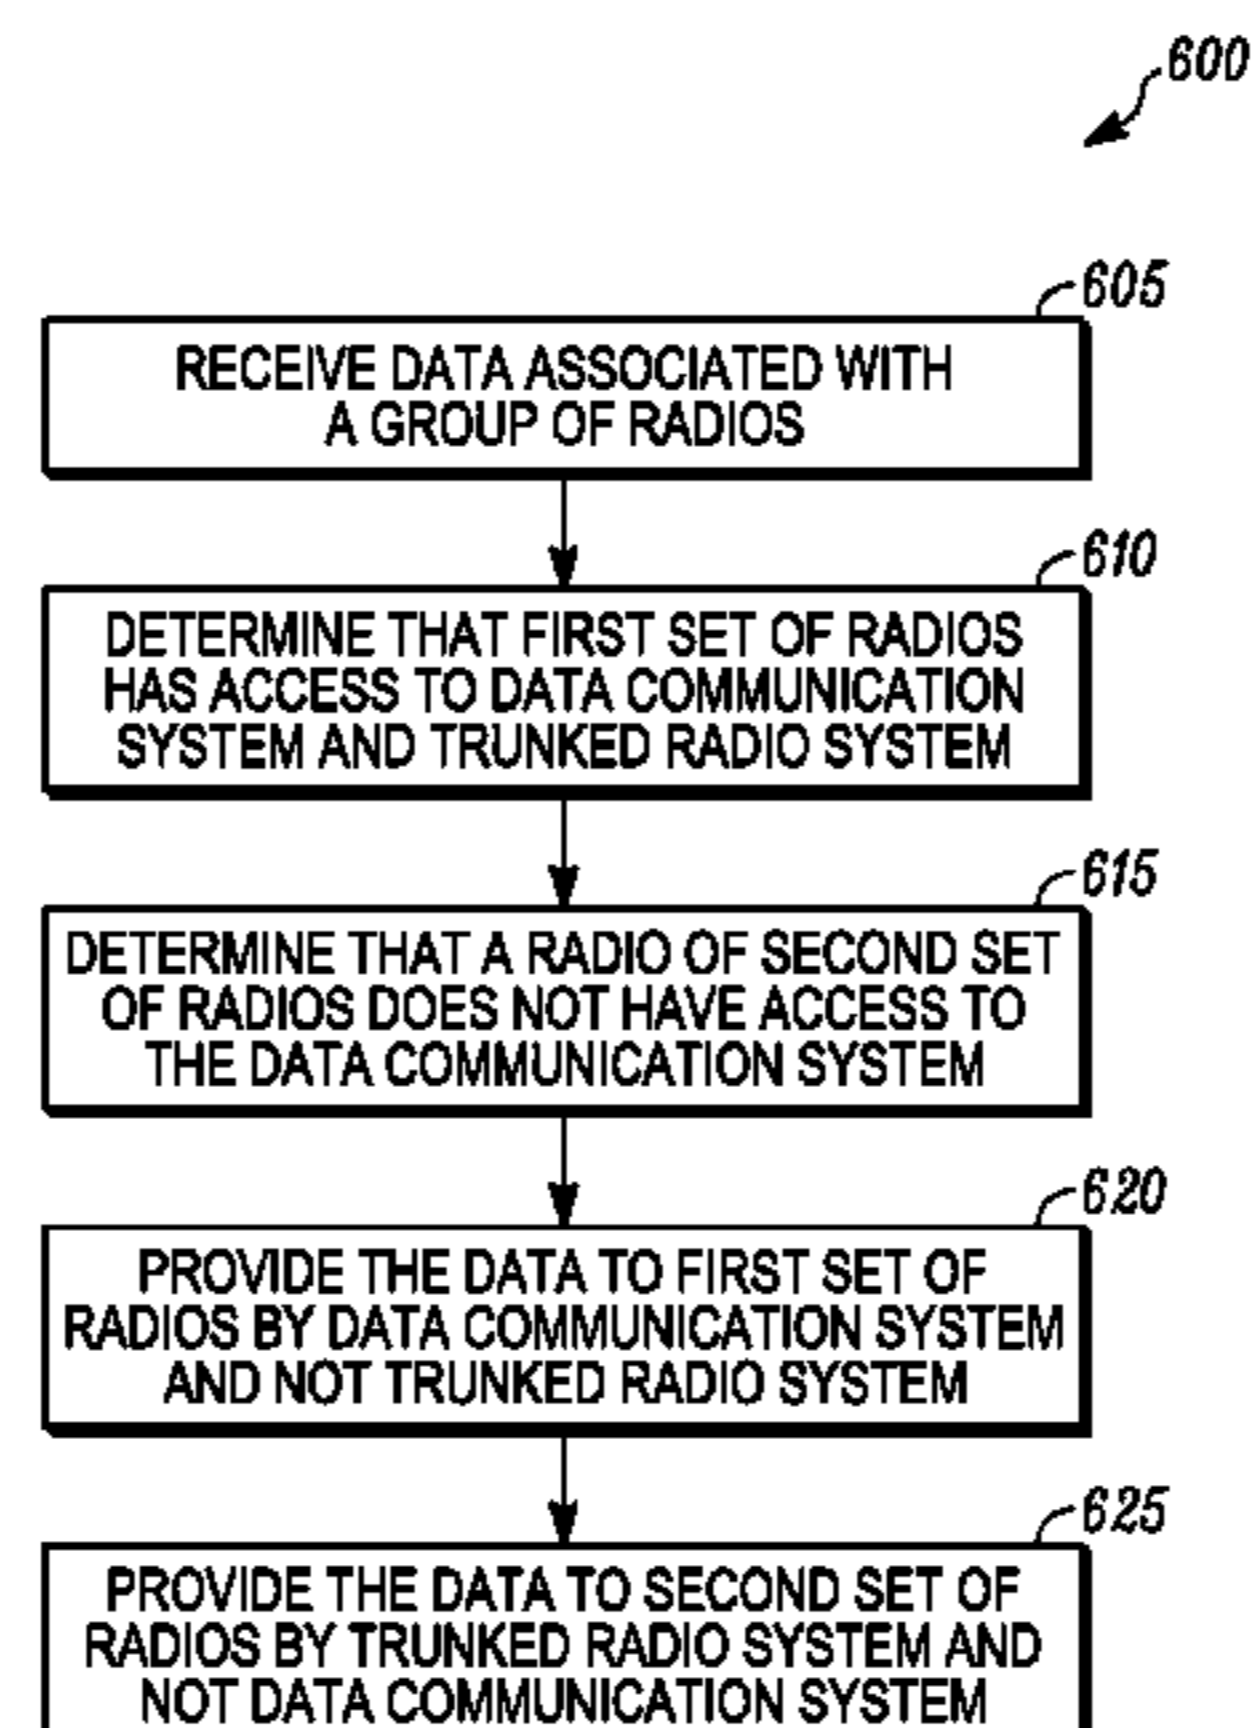 600
605
RECEIVE DATA ASSOCIATED WITH
A GROUP OF RADIOS
610
DETERMINE THAT FIRST SET OF RADIOS
HAS ACCESS TO DATA COMMUNICATION
SYSTEM AND TRUNKED RADIO SYSTEM
615
DETERMINE THAT A RADIO OF SECOND SET
OF RADIOS DOES NOT HAVE ACCESS TO
THE DATA COMMUNICATION SYSTEM
620
PROVIDE THE DATA TO FIRST SET OF
RADIOS BY DATA COMMUNICATION SYSTEM
AND NOT TRUNKED RADIO SYSTEM
625
PROVIDE THE DATA TO SECOND SET OF
RADIOS BY TRUNKED RADIO SYSTEM AND
NOT DATA COMMUNICATION SYSTEM